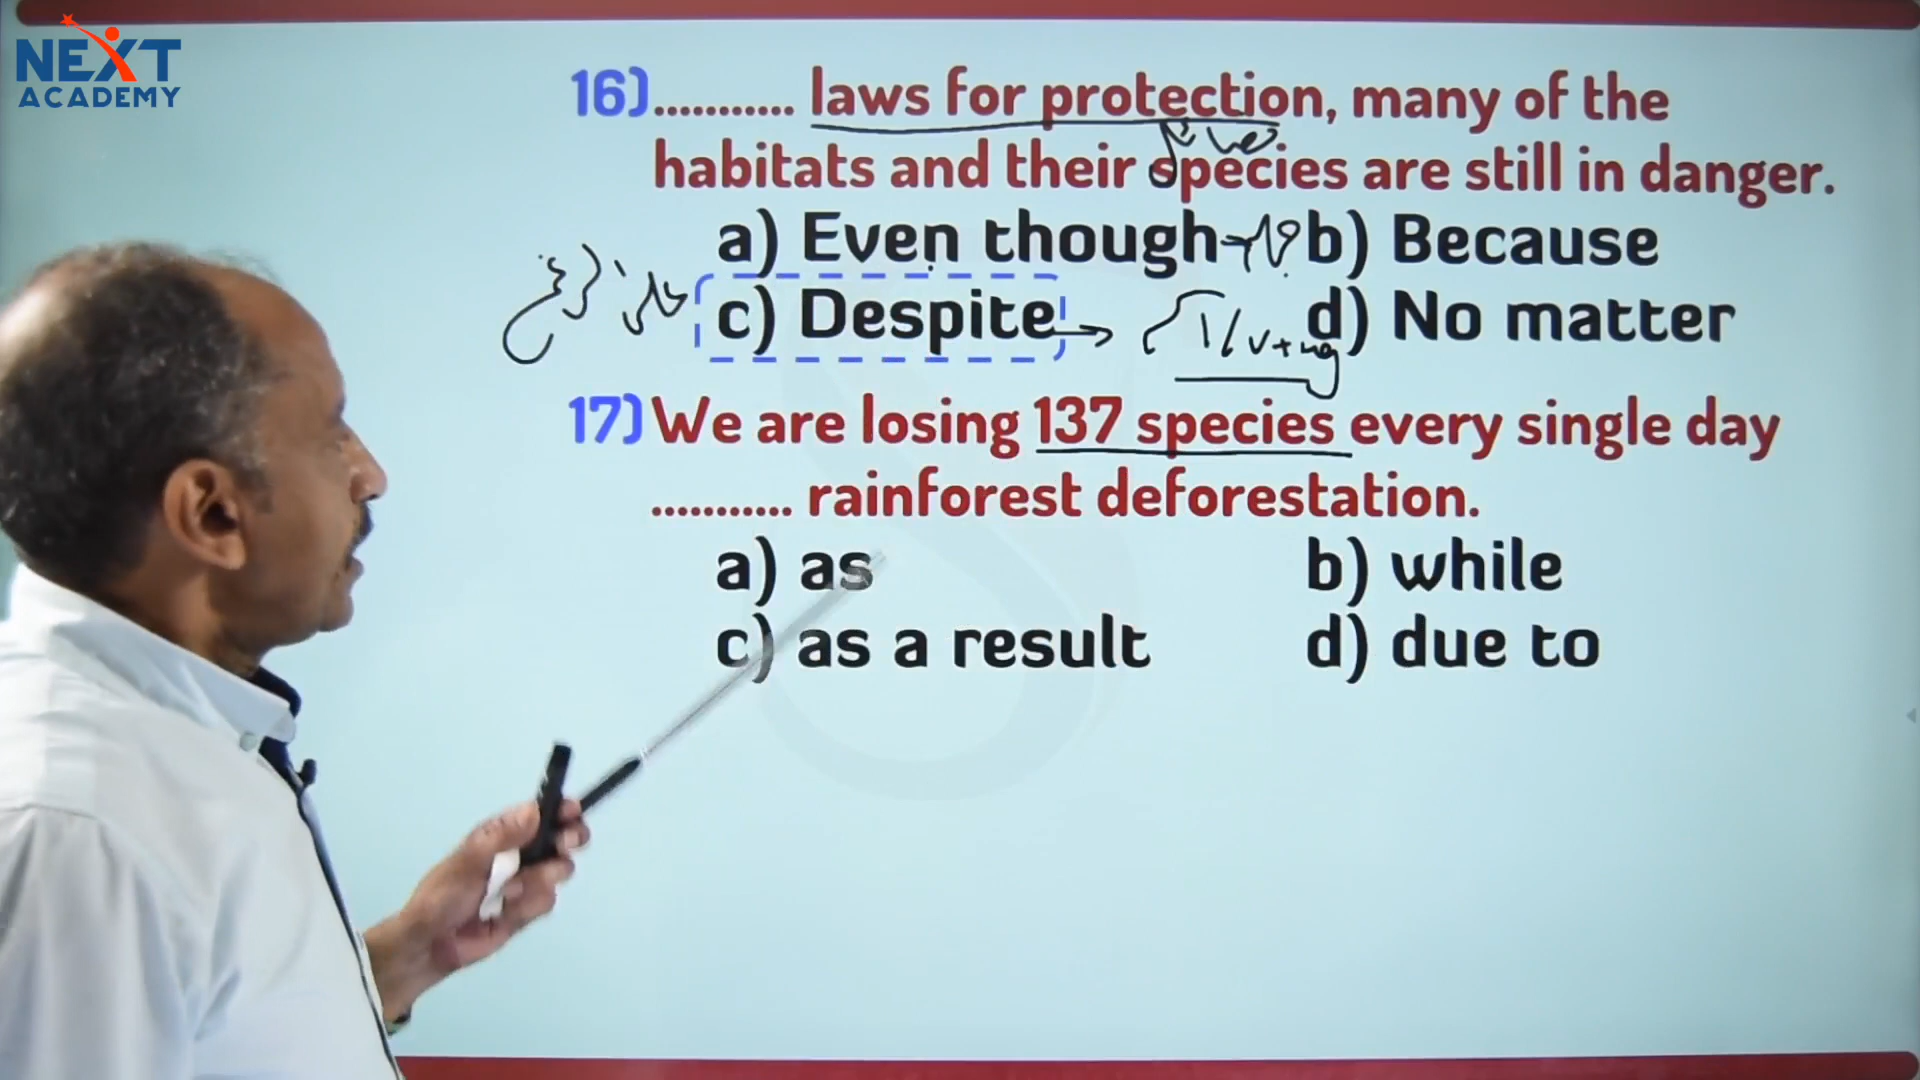 NEXT
ACADEMY
16)........... laws for protection, many of the
habitats and their species are still in danger.
a) Even though b) Because
c) Despite d) No matter
v+ing
17) We are losing 137 species every single day
........... rainforest deforestation.
a) as b) while
c) as a result d) due to